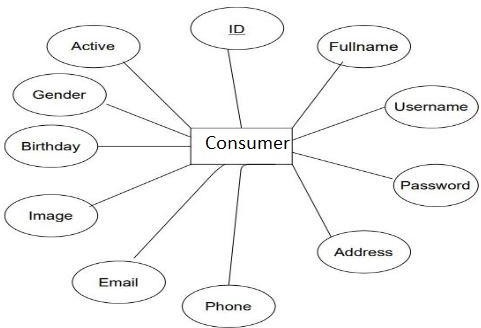 ID
Active
Fullname
Gender
Username
Consumer
Birthday
Password
Image
Address
Email
Phone